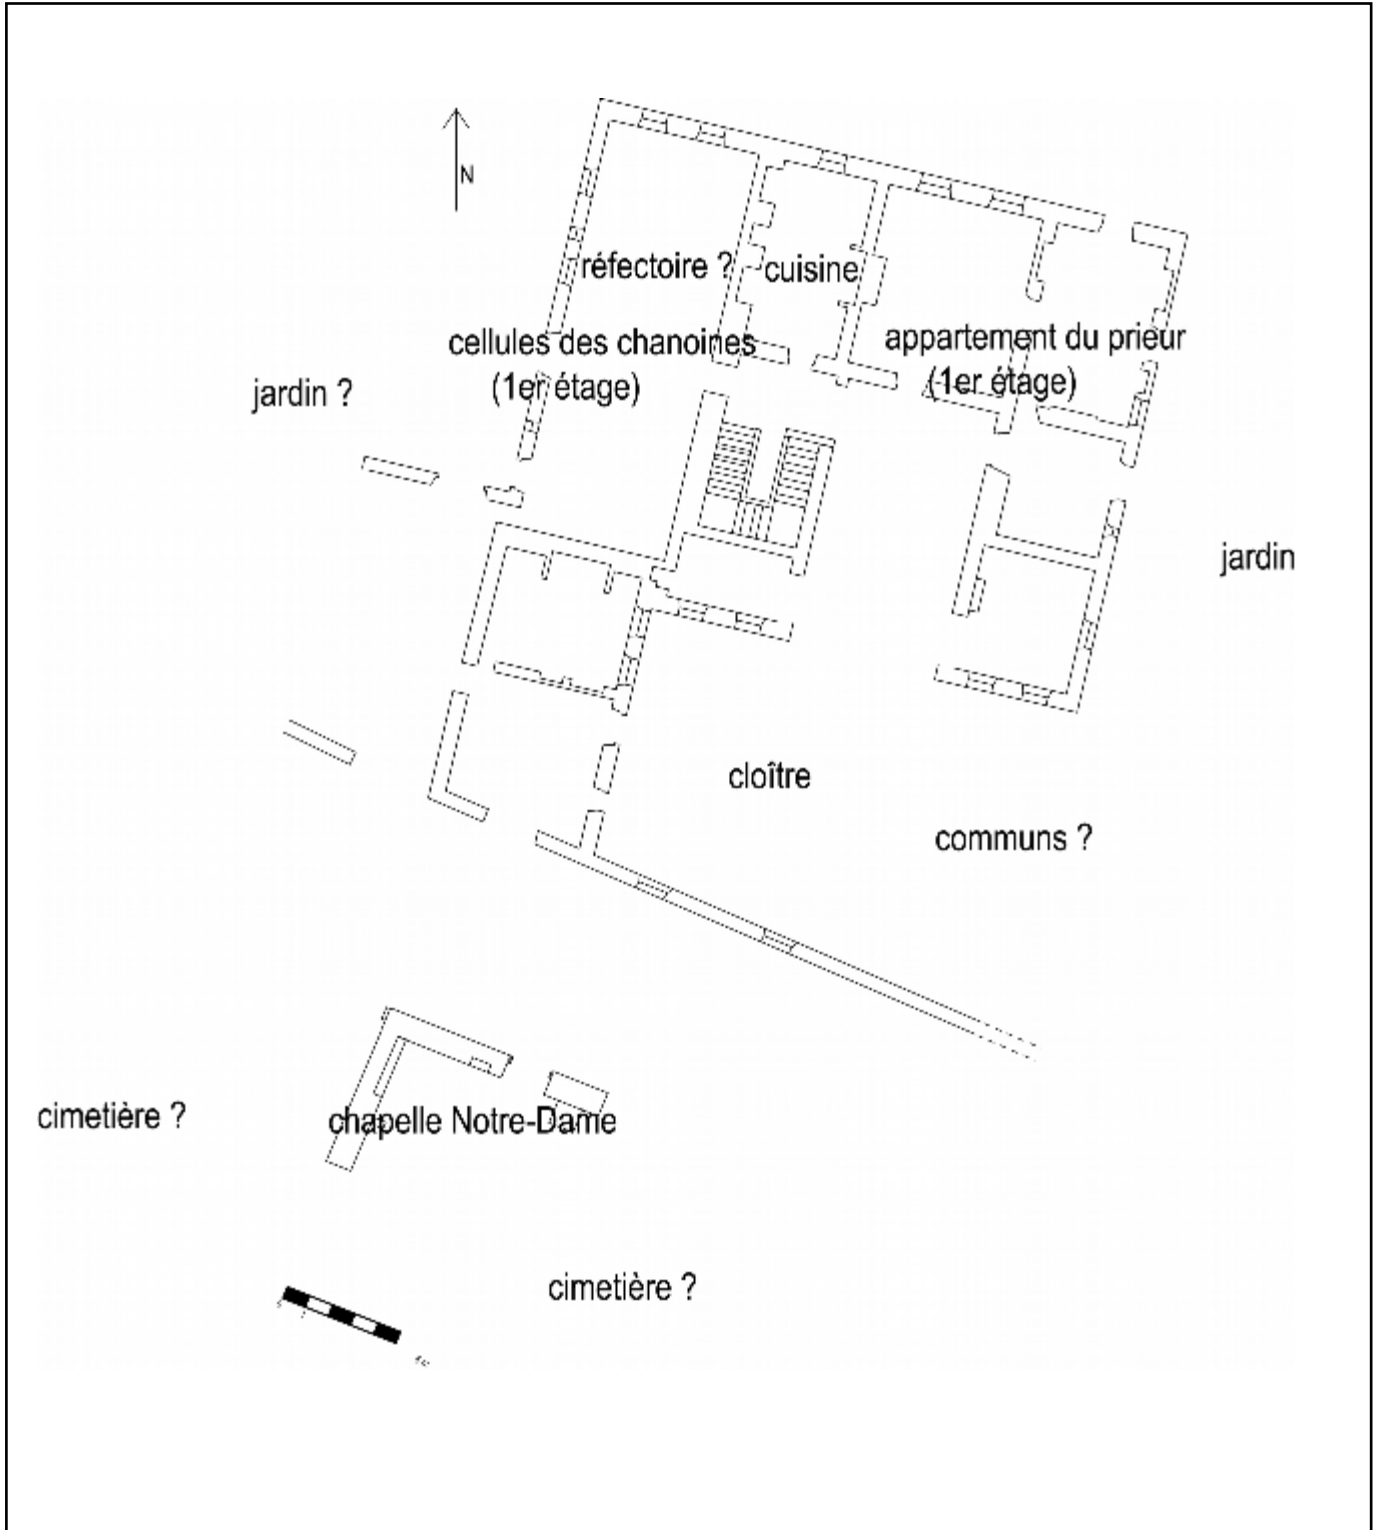 N
réfectoire ?
cuisine
cellules des chanoines
(1er étage)
appartement du prieur
(1er étage)
jardin ?
jardin
cloître
communs ?
cimetière ?
chapelle Notre-Dame
cimetière ?